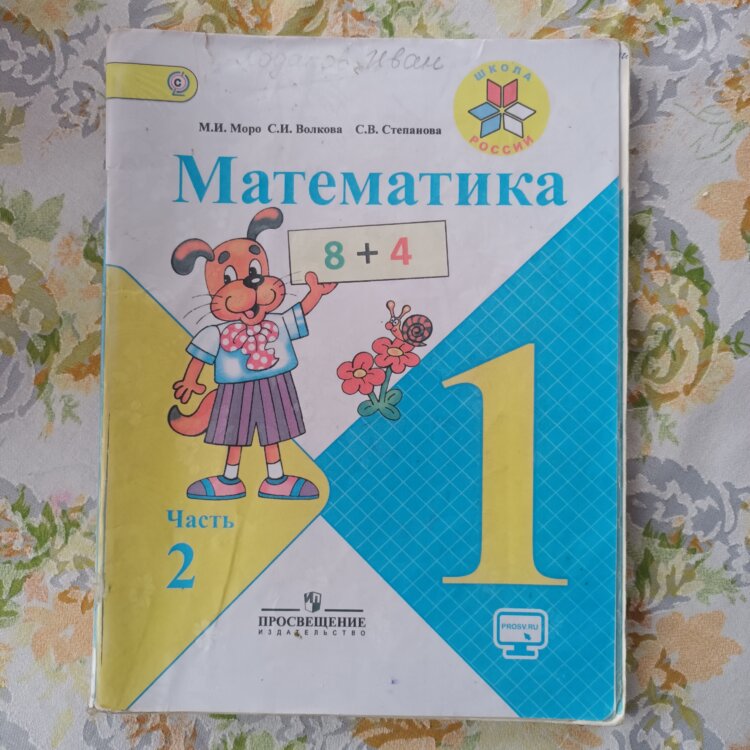 Иван
ШКОЛА
РОССИИ
М.И. Моро С.И. Волкова С.В. Степанова
Математика
8 + 4
1
Часть
2
ПРОСВЕЩЕНИЕ
ИЗДАТЕЛЬСТВО
PROSV.RU